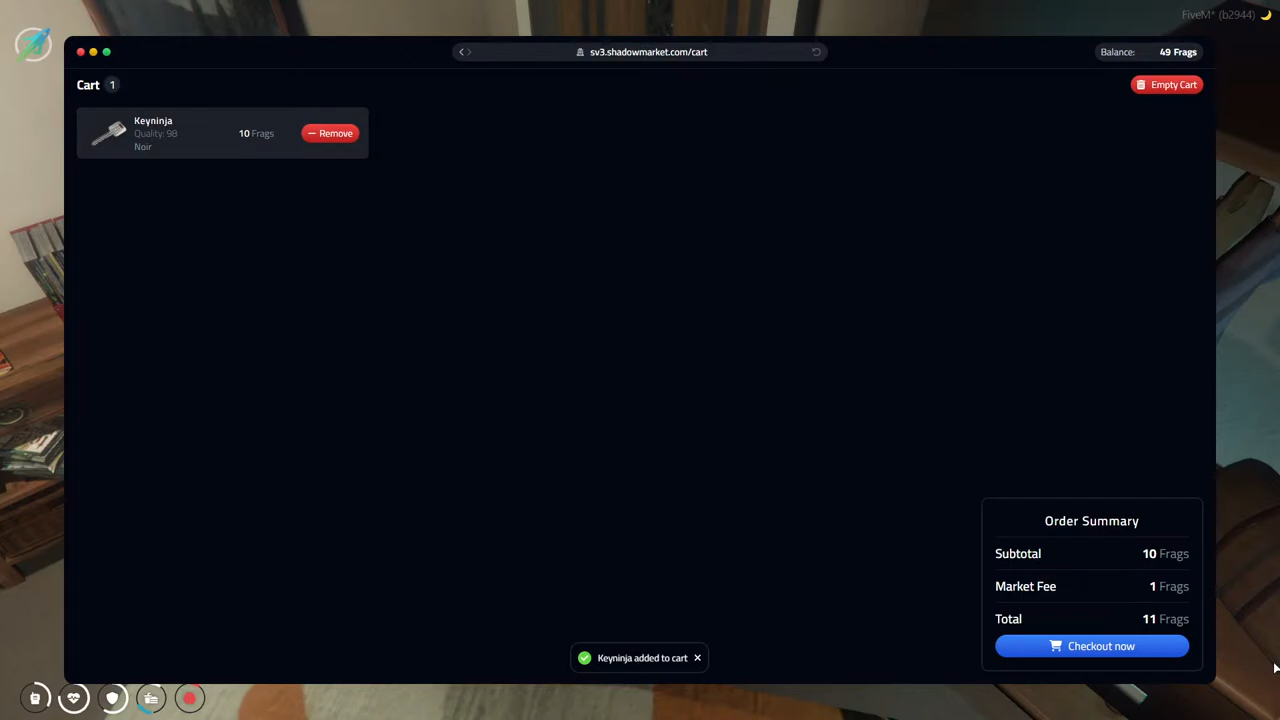 FiveM* (b2944)
sv3.shadowmarket.com/cart
Balance: 49 Frags
Cart 1
Empty Cart
Keyninja
Quality: 98
Noir
10 Frags
Remove
Order Summary
Subtotal 10 Frags
Market Fee 1 Frags
Total 11 Frags
Checkout now
Keyninja added to cart